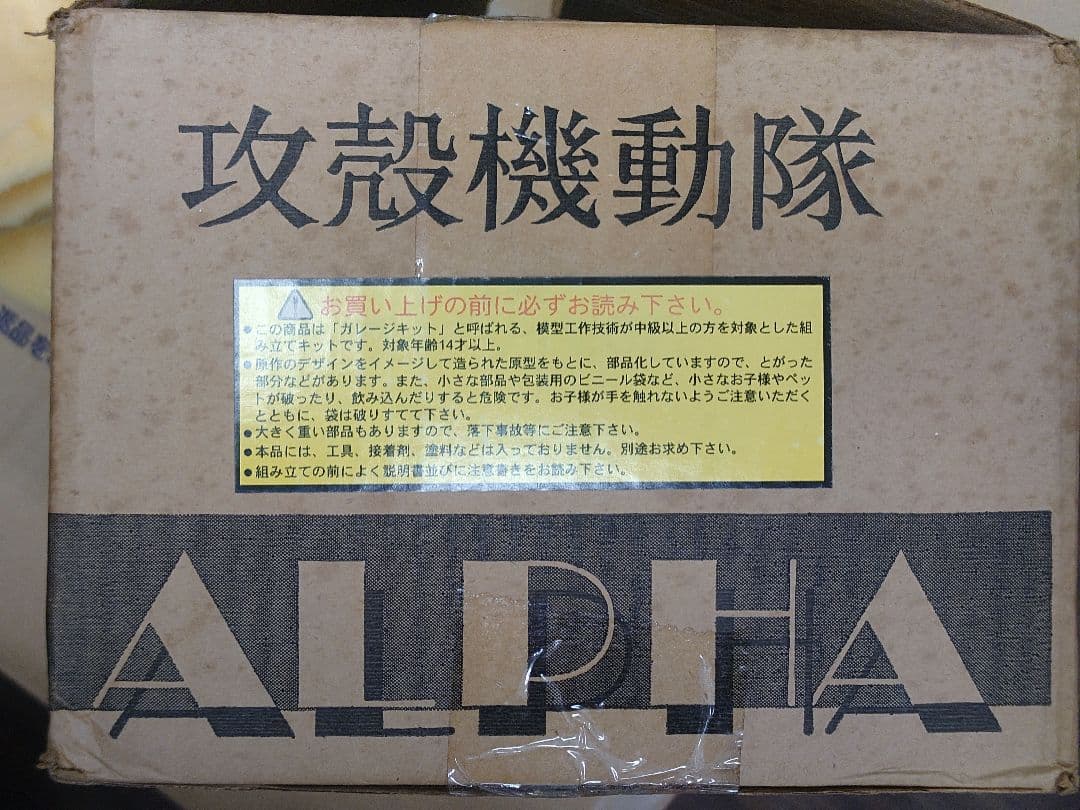 攻殻機動隊
お買い上げの前に必ずお読み下さい。
●この商品は「ガレージキット」と呼ばれる、模型工作技術が中級以上の方を対象とした組
み立てキットです。対象年齢14才以上。
●原作のデザインをイメージして造られた原型をもとに、部品化していますので、とがった
部分などがあります。また、小さな部品や包装用のビニール袋など、小さなお子様やペッ
トが破ったり、飲み込んだりすると危険です。お子様が手を触れないようご注意いただく
とともに、袋は破りすてて下さい。
●大きく重い部品もありますので、落下事故等にご注意下さい。
●本品には、工具、接着剤、塗料などは入っておりません。別途お求め下さい。
●組み立ての前によく説明書並びに注意書きをお読み下さい。
ALPHA